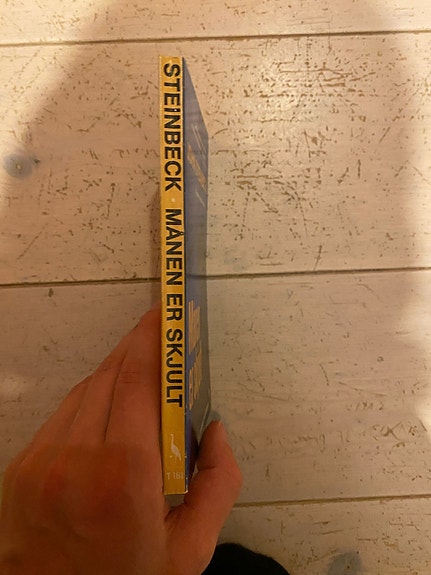 STEINBECK · MÅNEN ER SKJULT